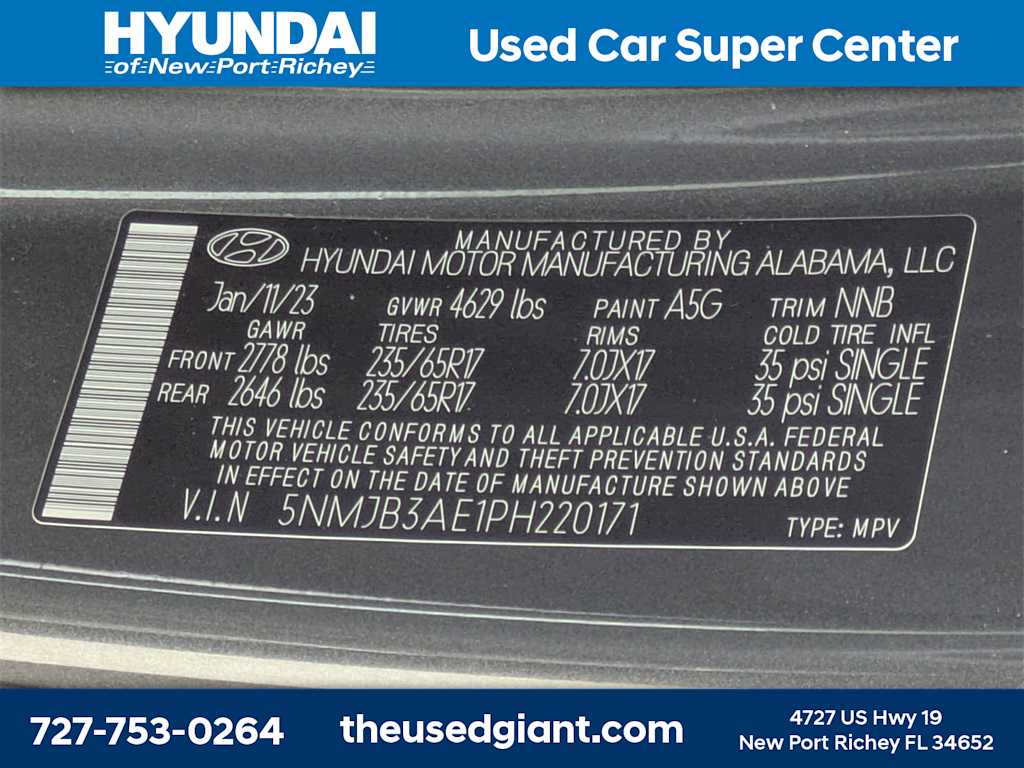 HYUNDAI
of New Port Richey
Used Car Super Center
MANUFACTURED BY
HYUNDAI MOTOR MANUFACTURING ALABAMA, LLC
Jan/11/23 GVWR 4629 lbs PAINT A5G TRIM NNB
GAWR TIRES RIMS COLD TIRE INFL
FRONT 2778 lbs 235/65R17 7.0JX17 35 psi SINGLE
REAR 2646 lbs 235/65R17 7.0JX17 35 psi SINGLE
THIS VEHICLE CONFORMS TO ALL APPLICABLE U.S.A. FEDERAL
MOTOR VEHICLE SAFETY AND THEFT PREVENTION STANDARDS
IN EFFECT ON THE DATE OF MANUFACTURE SHOWN ABOVE
V.I.N 5NMJB3AE1PH220171 TYPE: MPV
727-753-0264
theusedgiant.com
4727 US Hwy 19
New Port Richey FL 34652